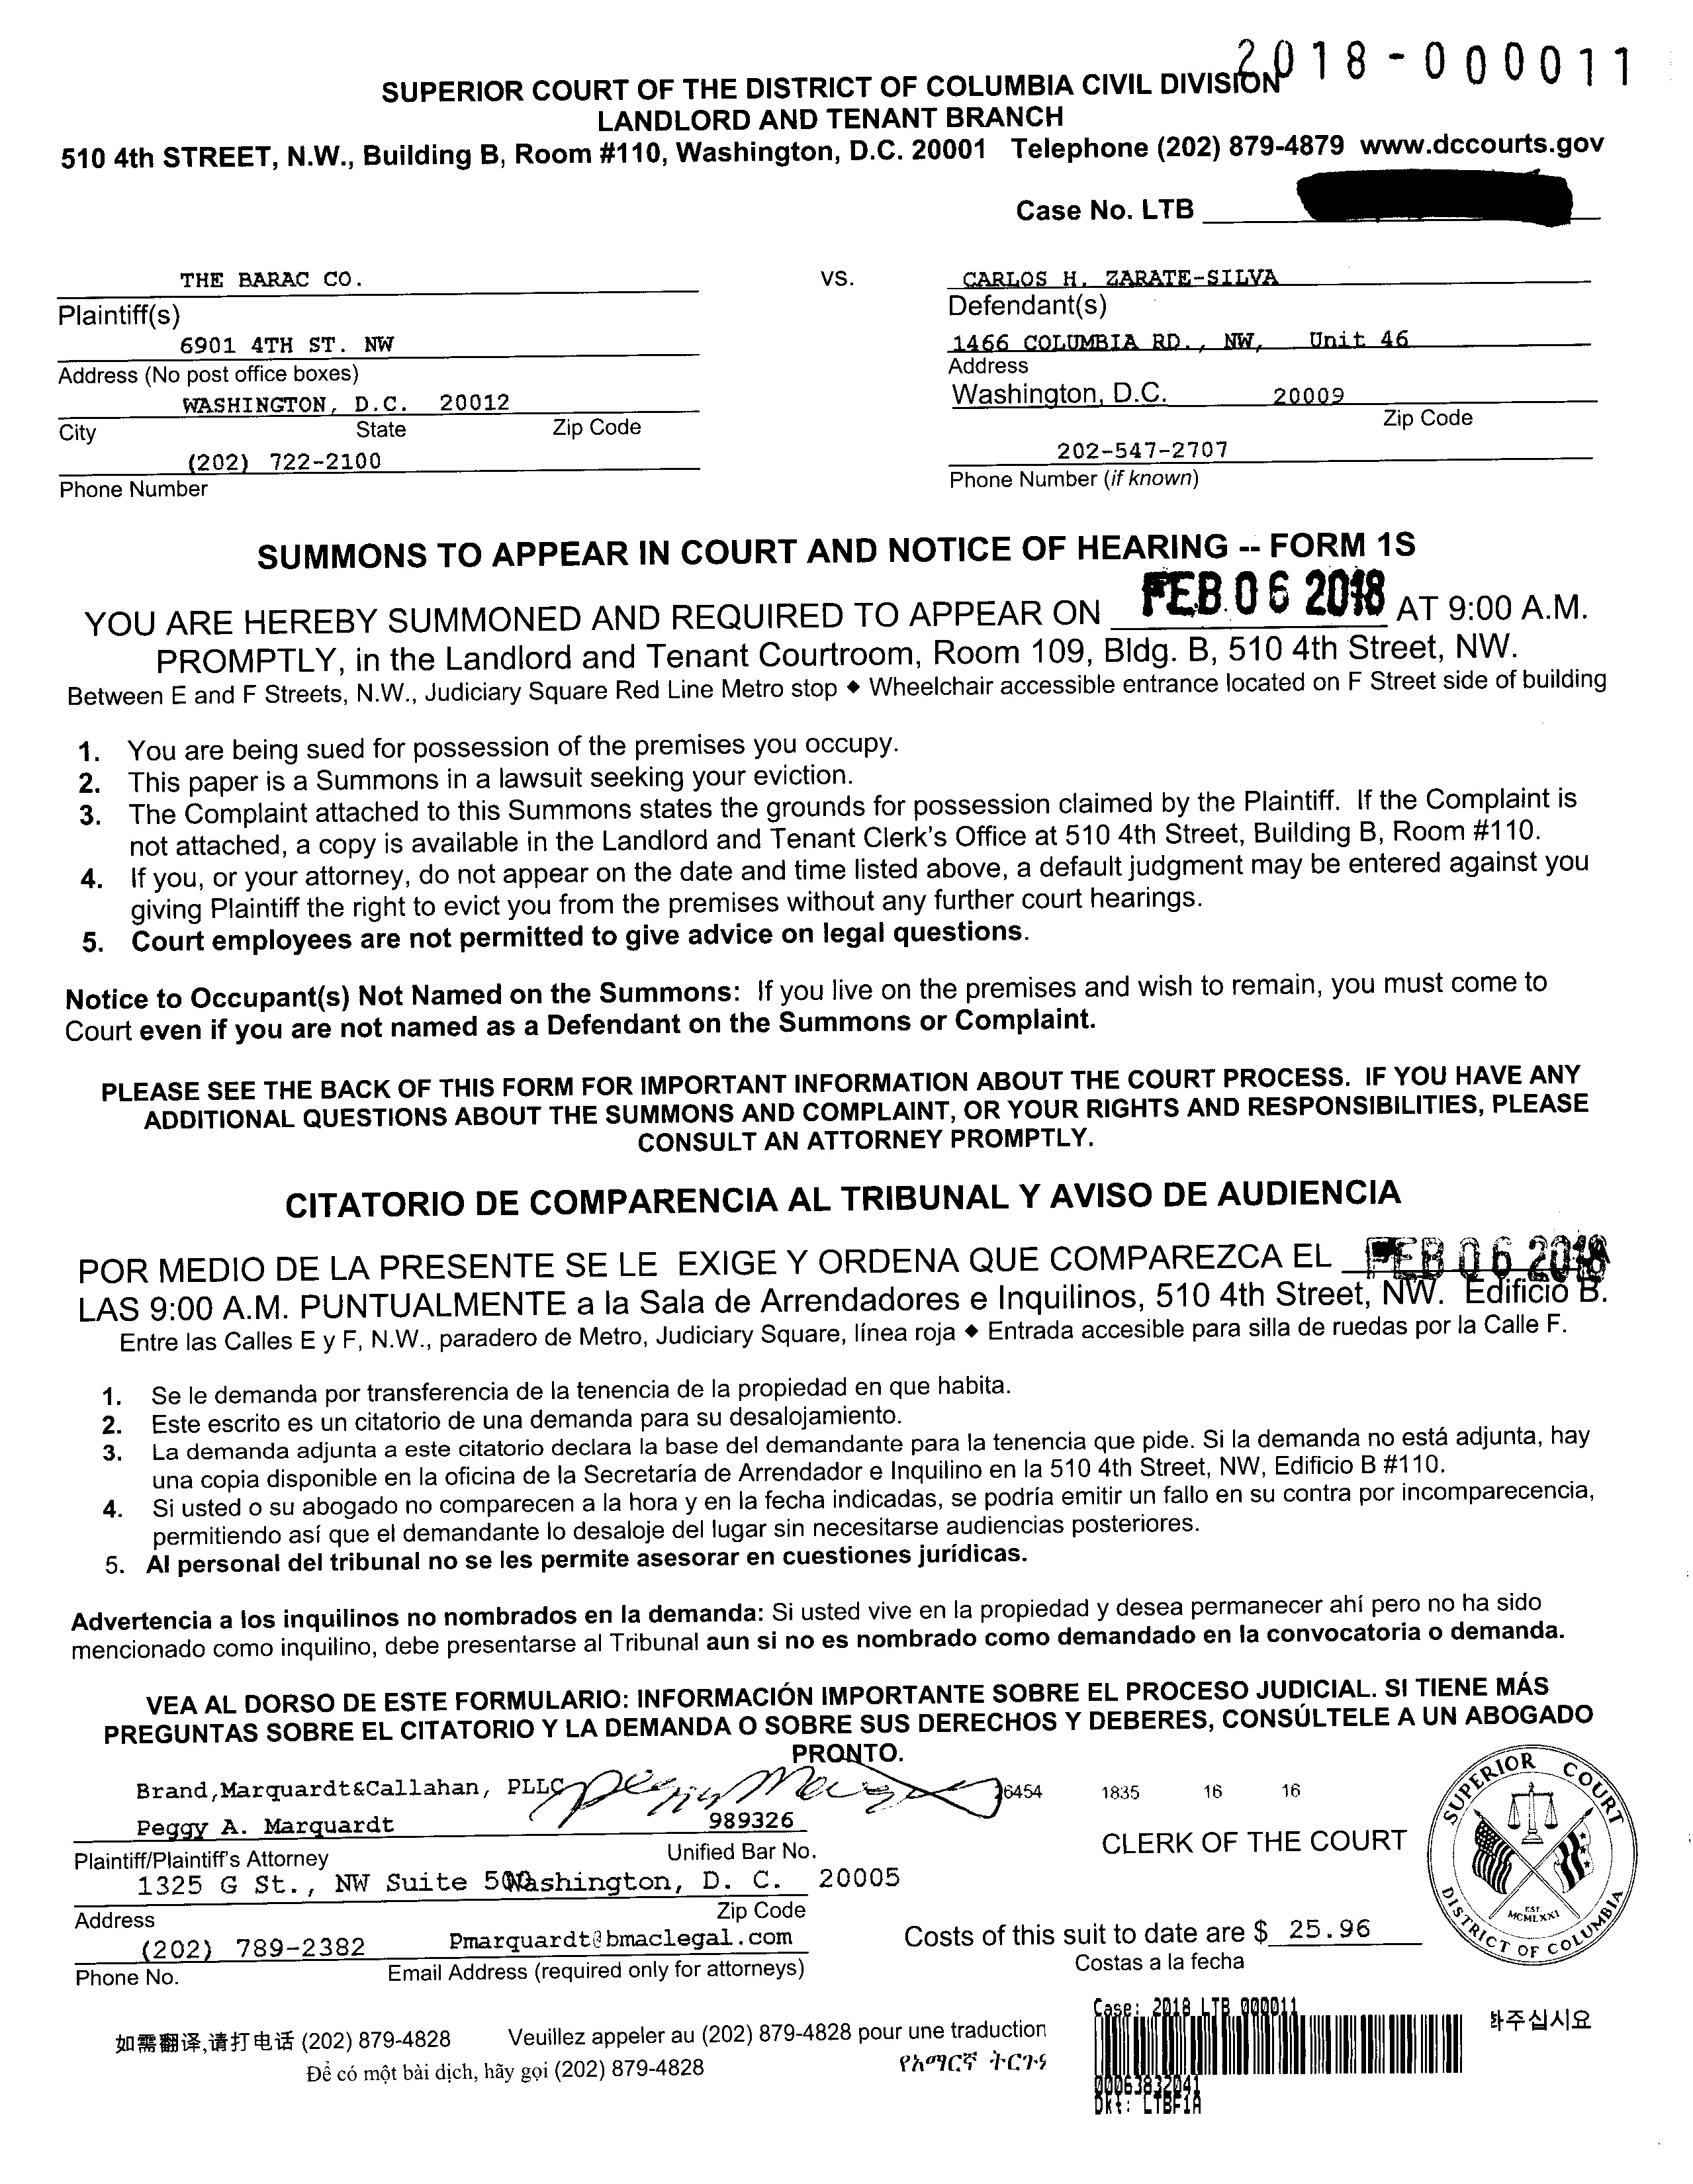 2018-000011
SUPERIOR COURT OF THE DISTRICT OF COLUMBIA CIVIL DIVISION
LANDLORD AND TENANT BRANCH
510 4th STREET, N.W., Building B, Room #110, Washington, D.C. 20001 Telephone (202) 879-4879 www.dccourts.gov
Case No. LTB
THE BARAC CO. VS. CARLOS H. ZARATE-SILVA
Plaintiff(s) Defendant(s)
6901 4TH ST. NW 1466 COLUMBIA RD., NW, Unit 46
Address (No post office boxes) Address
WASHINGTON, D.C. 20012 Washington, D.C. 20009
City State Zip Code Zip Code
(202) 722-2100 202-547-2707
Phone Number Phone Number (if known)
SUMMONS TO APPEAR IN COURT AND NOTICE OF HEARING -- FORM 1S
YOU ARE HEREBY SUMMONED AND REQUIRED TO APPEAR ON FEB 06 2018 AT 9:00 A.M.
PROMPTLY, in the Landlord and Tenant Courtroom, Room 109, Bldg. B, 510 4th Street, NW.
Between E and F Streets, N.W., Judiciary Square Red Line Metro stop ♦ Wheelchair accessible entrance located on F Street side of building
1. You are being sued for possession of the premises you occupy.
2. This paper is a Summons in a lawsuit seeking your eviction.
3. The Complaint attached to this Summons states the grounds for possession claimed by the Plaintiff. If the Complaint is
not attached, a copy is available in the Landlord and Tenant Clerk's Office at 510 4th Street, Building B, Room #110.
4. If you, or your attorney, do not appear on the date and time listed above, a default judgment may be entered against you
giving Plaintiff the right to evict you from the premises without any further court hearings.
5. Court employees are not permitted to give advice on legal questions.
Notice to Occupant(s) Not Named on the Summons: If you live on the premises and wish to remain, you must come to
Court even if you are not named as a Defendant on the Summons or Complaint.
PLEASE SEE THE BACK OF THIS FORM FOR IMPORTANT INFORMATION ABOUT THE COURT PROCESS. IF YOU HAVE ANY
ADDITIONAL QUESTIONS ABOUT THE SUMMONS AND COMPLAINT, OR YOUR RIGHTS AND RESPONSIBILITIES, PLEASE
CONSULT AN ATTORNEY PROMPTLY.
CITATORIO DE COMPARENCIA AL TRIBUNAL Y AVISO DE AUDIENCIA
POR MEDIO DE LA PRESENTE SE LE EXIGE Y ORDENA QUE COMPAREZCA EL FEB 06 2018 A
LAS 9:00 A.M. PUNTUALMENTE a la Sala de Arrendadores e Inquilinos, 510 4th Street, NW. Edificio B.
Entre las Calles E y F, N.W., paradero de Metro, Judiciary Square, línea roja ♦ Entrada accesible para silla de ruedas por la Calle F.
1. Se le demanda por transferencia de la tenencia de la propiedad en que habita.
2. Este escrito es un citatorio de una demanda para su desalojamiento.
3. La demanda adjunta a este citatorio declara la base del demandante para la tenencia que pide. Si la demanda no está adjunta, hay
una copia disponible en la oficina de la Secretaría de Arrendador e Inquilino en la 510 4th Street, NW, Edificio B #110.
4. Si usted o su abogado no comparecen a la hora y en la fecha indicadas, se podría emitir un fallo en su contra por incomparecencia,
permitiendo así que el demandante lo desaloje del lugar sin necesitarse audiencias posteriores.
5. Al personal del tribunal no se les permite asesorar en cuestiones jurídicas.
Advertencia a los inquilinos no nombrados en la demanda: Si usted vive en la propiedad y desea permanecer ahí pero no ha sido
mencionado como inquilino, debe presentarse al Tribunal aun si no es nombrado como demandado en la convocatoria o demanda.
VEA AL DORSO DE ESTE FORMULARIO: INFORMACIÓN IMPORTANTE SOBRE EL PROCESO JUDICIAL. SI TIENE MÁS
PREGUNTAS SOBRE EL CITATORIO Y LA DEMANDA O SOBRE SUS DERECHOS Y DEBERES, CONSÚLTELE A UN ABOGADO
PRONTO.
Brand,Marquardt&Callahan, PLLC 26454 1835 16 16
Peggy A. Marquardt 989326
Plaintiff/Plaintiff's Attorney Unified Bar No. CLERK OF THE COURT
1325 G St., NW Suite 500 Washington, D. C. 20005
Address Zip Code
(202) 789-2382 Pmarquardt@bmaclegal.com Costs of this suit to date are $ 25.96
Phone No. Email Address (required only for attorneys) Costas a la fecha
SUPERIOR COURT
EST. MCMLXXI
DISTRICT OF COLUMBIA
Case: 2018 LTB 000011
如需翻译,请打电话 (202) 879-4828 Veuillez appeler au (202) 879-4828 pour une traduction 화주십시요
Để có một bài dịch, hãy gọi (202) 879-4828 የአማርኛ ትርጉም
00063832041
Dkt: LTBF1A